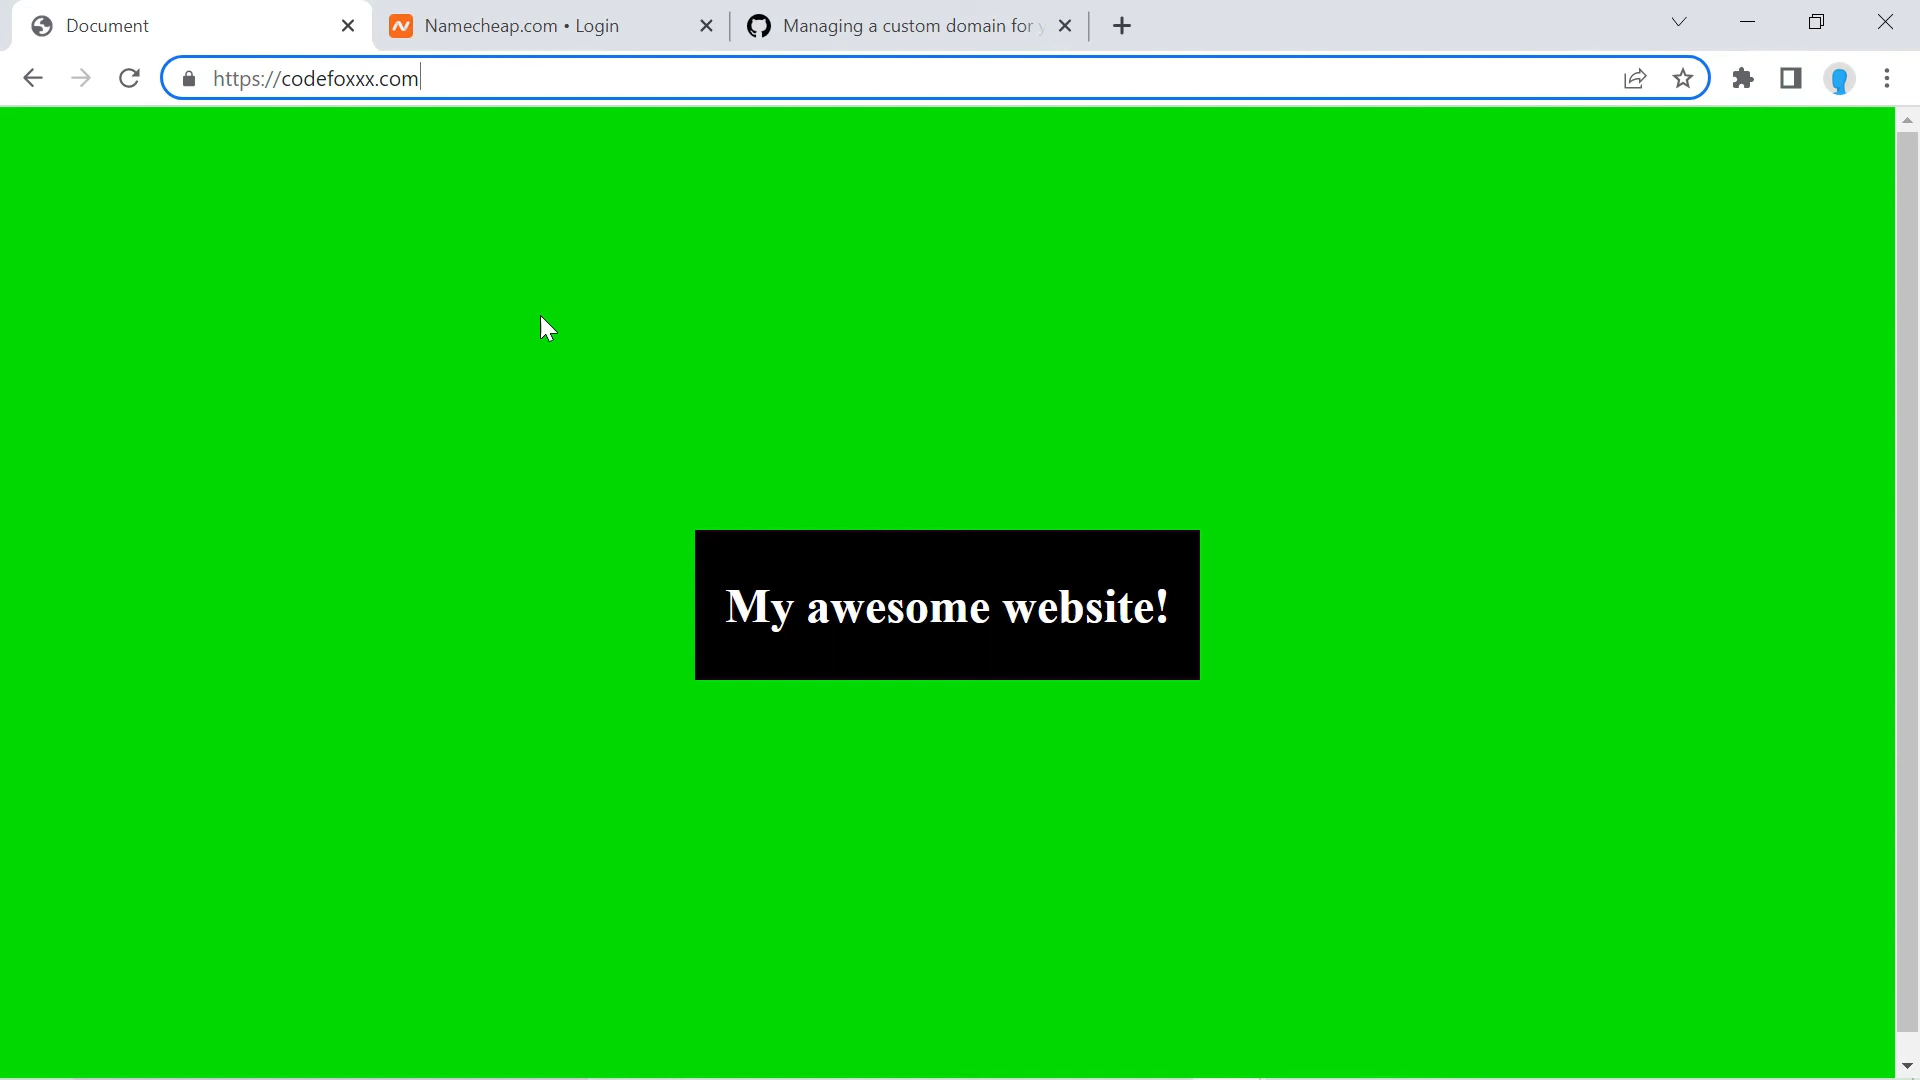 Document
Namecheap.com • Login
Managing a custom domain for
https://codefoxxx.com
My awesome website!